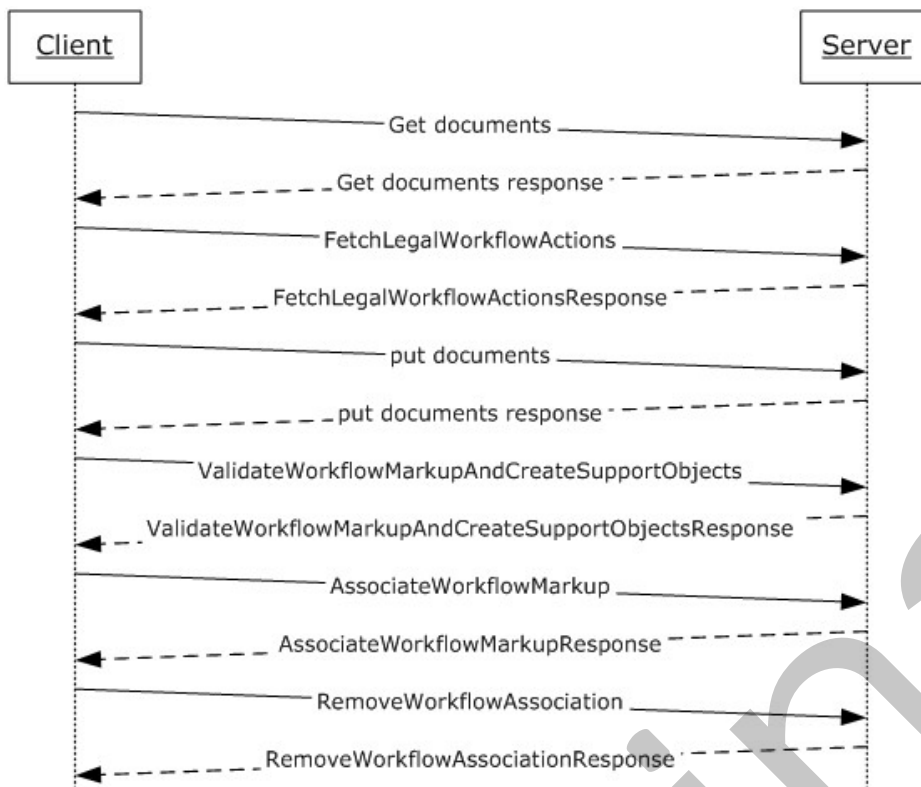 Client
Server
Get documents
Get documents response
FetchLegalWorkflowActions
FetchLegalWorkflowActionsResponse
put documents
put documents response
ValidateWorkflowMarkupAndCreateSupportObjects
ValidateWorkflowMarkupAndCreateSupportObjectsResponse
AssociateWorkflowMarkup
AssociateWorkflowMarkupResponse
RemoveWorkflowAssociation
RemoveWorkflowAssociationResponse